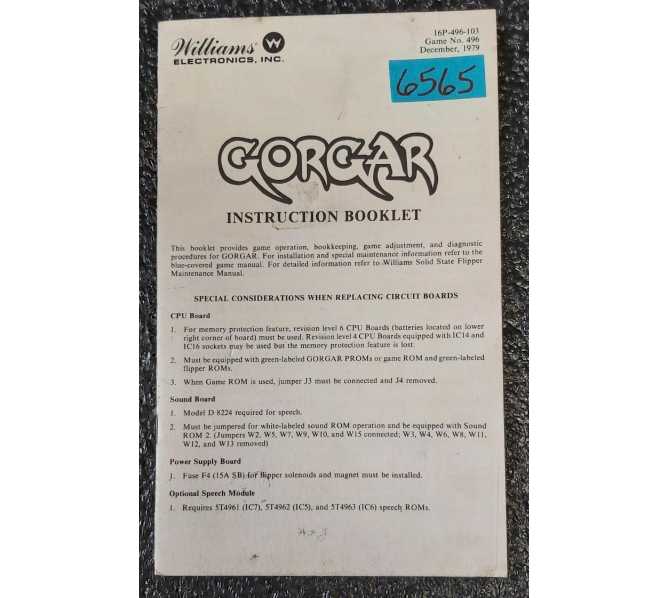 Williams W
ELECTRONICS, INC.
16P-496-103
Game No. 496
December, 1979
6565
GORGAR
INSTRUCTION BOOKLET
This booklet provides game operation, bookkeeping, game adjustment, and diagnostic
procedures for GORGAR. For installation and special maintenance information refer to the
blue-covered game manual. For detailed information refer to Williams Solid State Flipper
Maintenance Manual.
SPECIAL CONSIDERATIONS WHEN REPLACING CIRCUIT BOARDS
CPU Board
1. For memory protection feature, revision level 6 CPU Boards (batteries located on lower
right corner of board) must be used. Revision level 4 CPU Boards equipped with IC14 and
IC16 sockets may be used but the memory protection feature is lost.
2. Must be equipped with green-labeled GORGAR PROMs or game ROM and green-labeled
flipper ROMs.
3. When Game ROM is used, jumper J3 must be connected and J4 removed.
Sound Board
1. Model D 8224 required for speech.
2. Must be jumpered for white-labeled sound ROM operation and be equipped with Sound
ROM 2. (Jumpers W2, W5, W7, W9, W10, and W15 connected; W3, W4, W6, W8, W11,
W12, and W13 removed)
Power Supply Board
1. Fuse F4 (15A SB) for flipper solenoids and magnet must be installed.
Optional Speech Module
1. Requires 5T4961 (IC7), 5T4962 (IC5), and 5T4963 (IC6) speech ROMs.